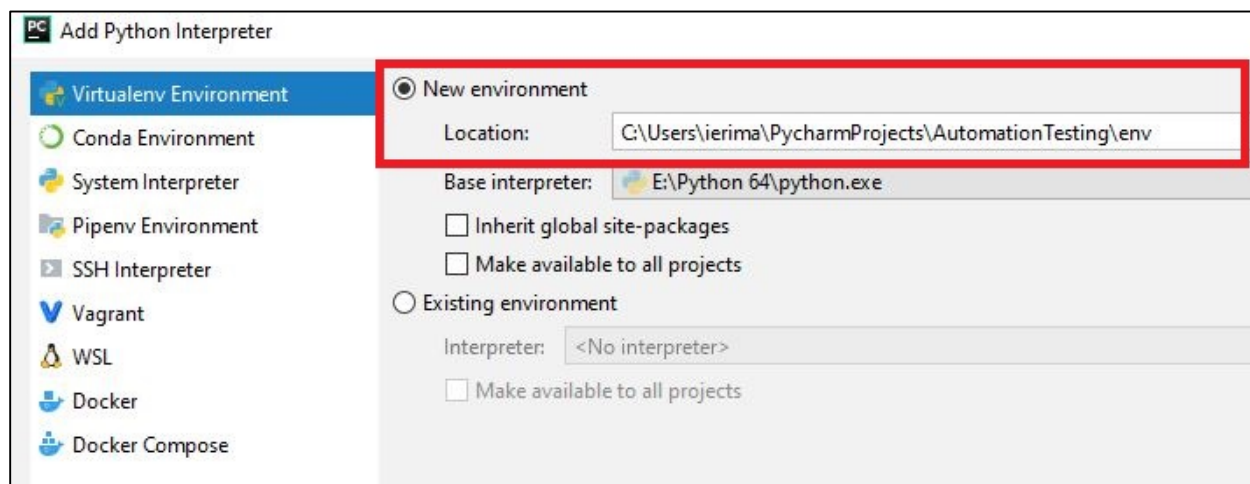 PC Add Python Interpreter
Virtualenv Environment
Conda Environment
System Interpreter
Pipenv Environment
SSH Interpreter
Vagrant
WSL
Docker
Docker Compose
New environment
Location: C:\Users\ierima\PycharmProjects\AutomationTesting\env
Base interpreter: E:\Python 64\python.exe
Inherit global site-packages
Make available to all projects
Existing environment
Interpreter: <No interpreter>
Make available to all projects